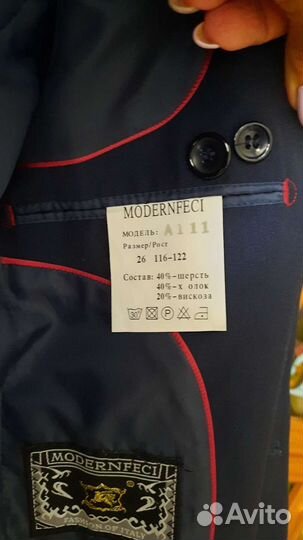 MODERNFECI
МОДЕЛЬ: A111
Размер/Рост
26 116-122
Состав: 40%-шерсть
40%-х олок
20%-вискоза
30
P
MODERNFECI
FASHION OF ITALY
Avito